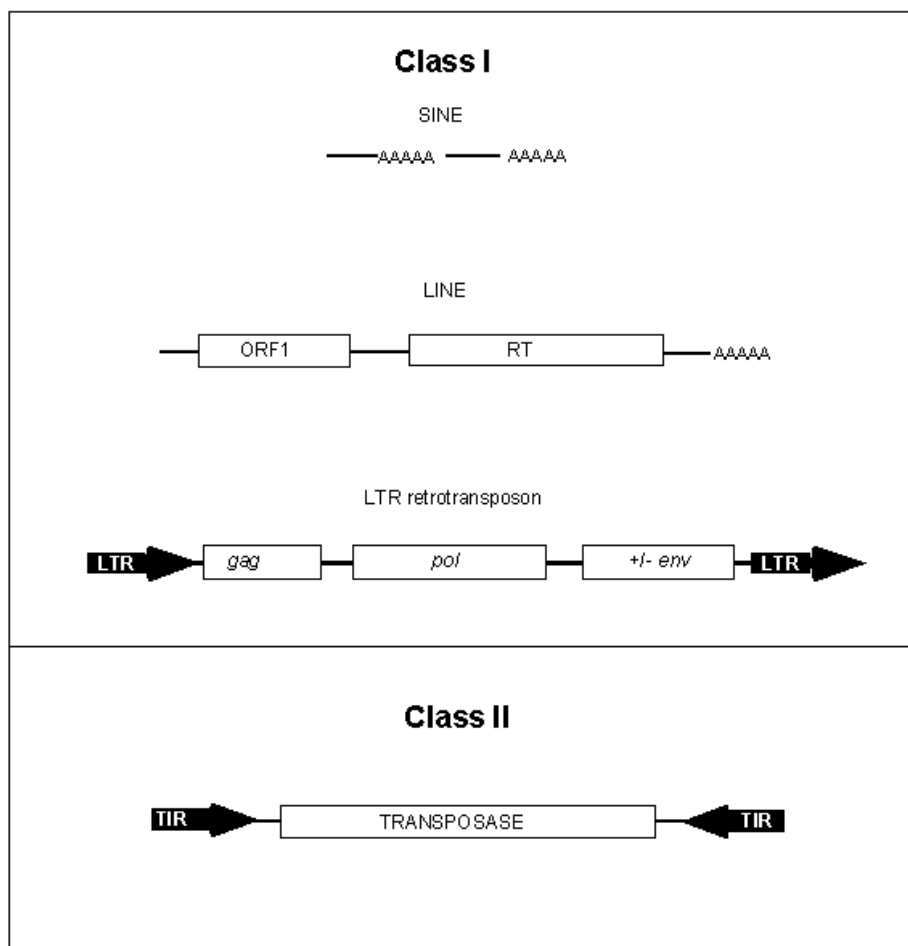 Class I
SINE
AAAAA AAAAA
LINE
ORF1 RT AAAAA
LTR retrotransposon
LTR gag pol +/- env LTR
Class II
TIR TRANSPOSASE TIR